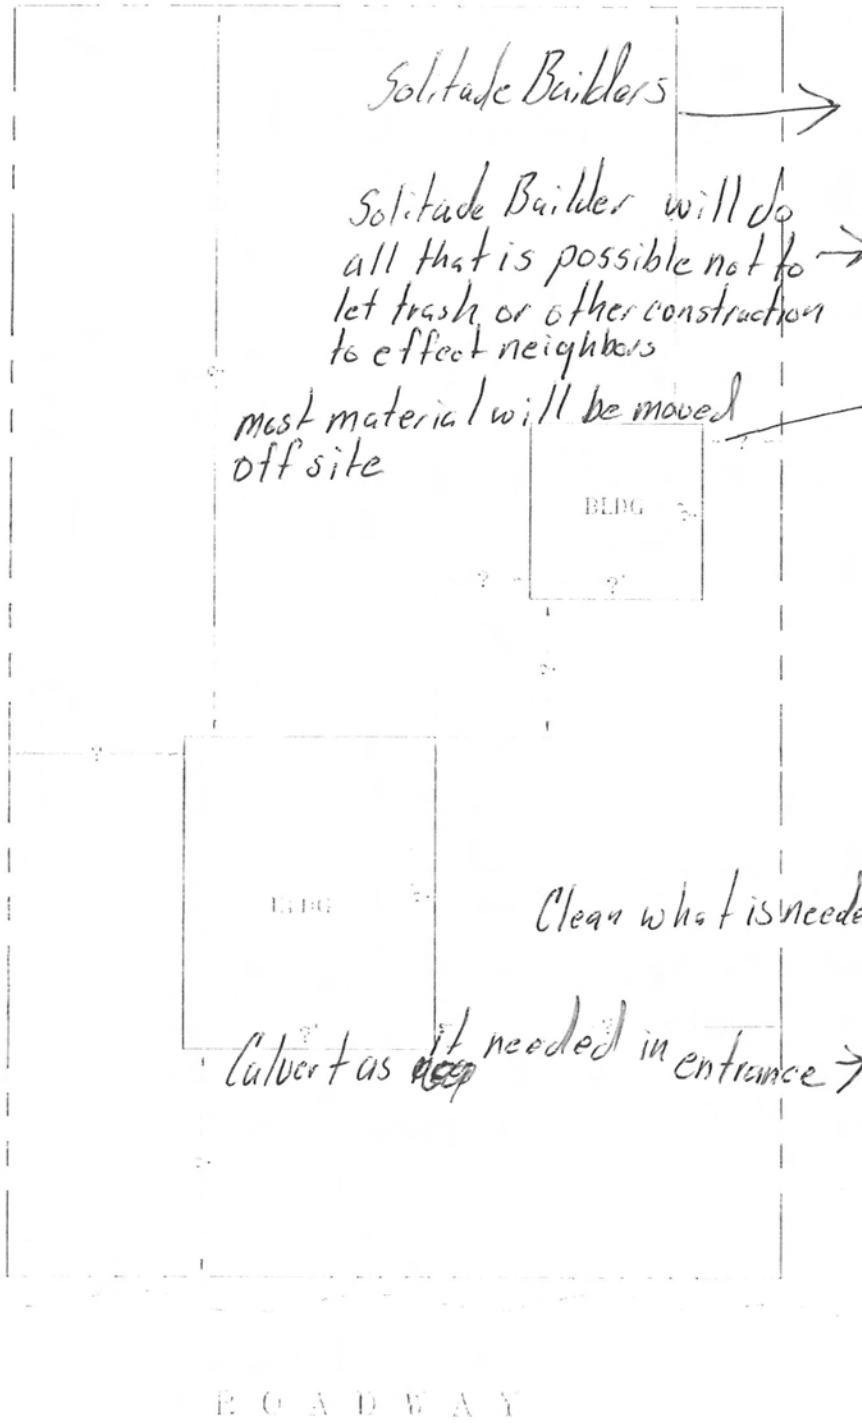 Solitude Builders
Solitude Builder will do
all that is possible not to
let trash or other construction
to effect neighbors
most material will be moved
off site
?
?
BLDG ?
? ?'
?
?
BLDG ?
Clean what is neede
?' ?
Culvert as it needed in entrance
?
ROADWAY